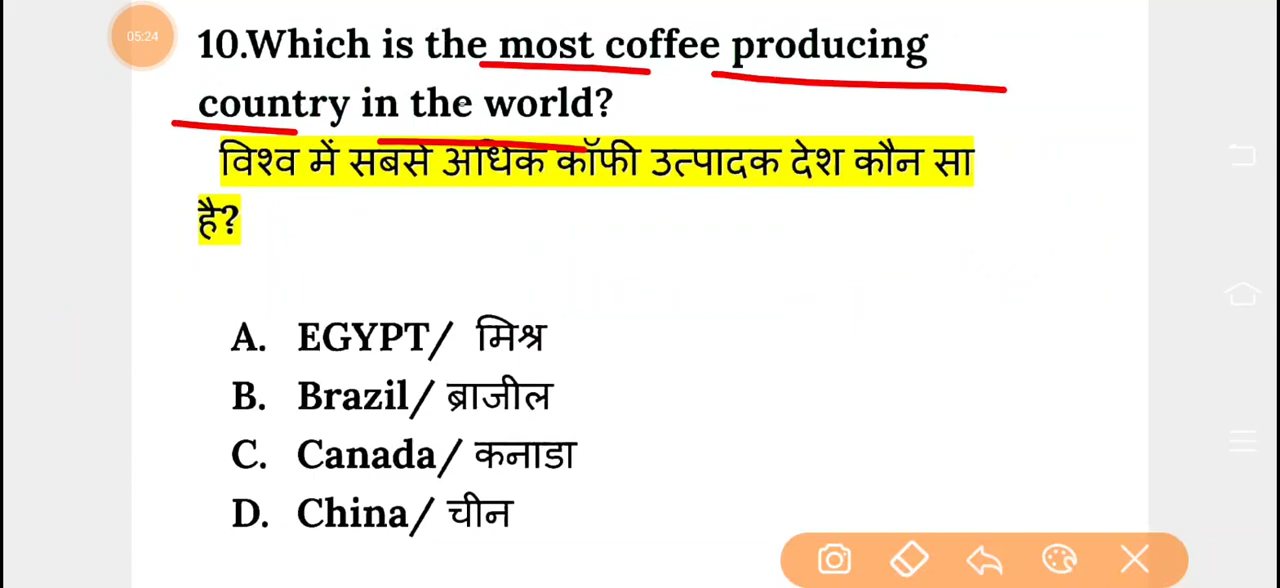 05:24
10.Which is the most coffee producing
country in the world?
विश्व में सबसे अधिक कॉफी उत्पादक देश कौन सा
है?
A. EGYPT/ मिश्र
B. Brazil/ ब्राजील
C. Canada/ कनाडा
D. China/ चीन